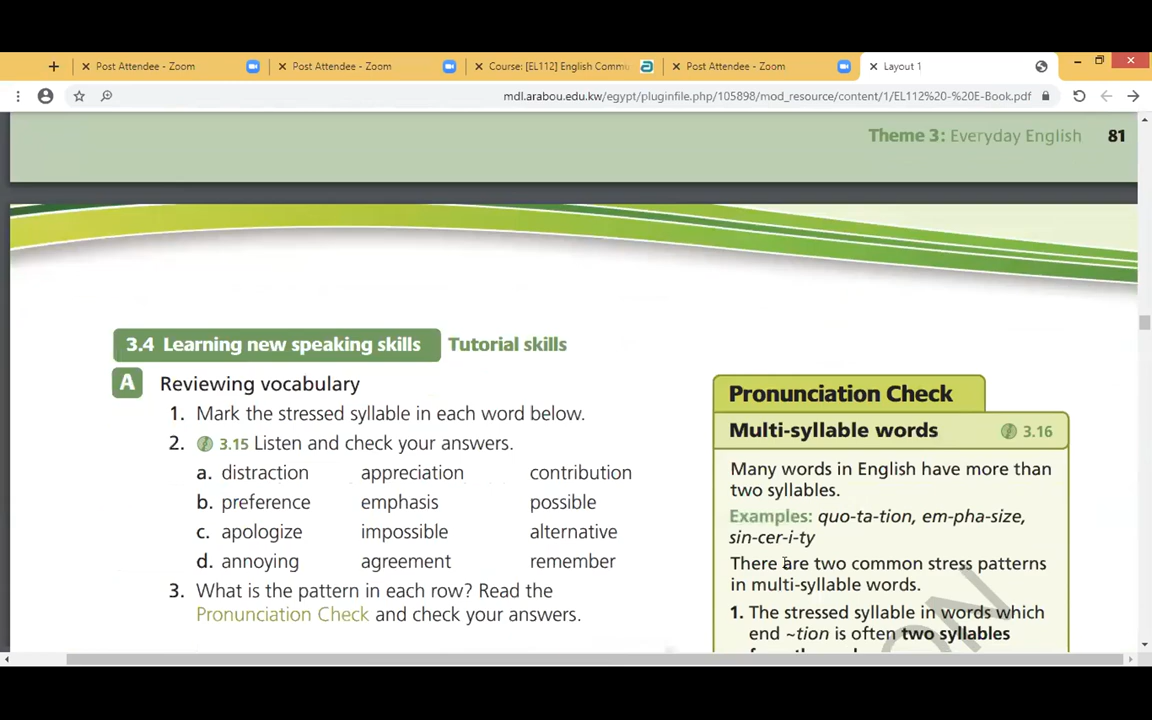 Post Attendee - Zoom
Post Attendee - Zoom
Course: [EL112] English Commu
Post Attendee - Zoom
Layout 1
mdl.arabou.edu.kw/egypt/pluginfile.php/105898/mod_resource/content/1/EL112%20-%20E-Book.pdf
Theme 3: Everyday English 81
3.4 Learning new speaking skills Tutorial skills
A Reviewing vocabulary
1. Mark the stressed syllable in each word below.
2. 3.15 Listen and check your answers.
a. distraction appreciation contribution
b. preference emphasis possible
c. apologize impossible alternative
d. annoying agreement remember
3. What is the pattern in each row? Read the
Pronunciation Check and check your answers.
Pronunciation Check
Multi-syllable words 3.16
Many words in English have more than
two syllables.
Examples: quo-ta-tion, em-pha-size,
sin-cer-i-ty
There are two common stress patterns
in multi-syllable words.
1. The stressed syllable in words which
end ~tion is often two syllables